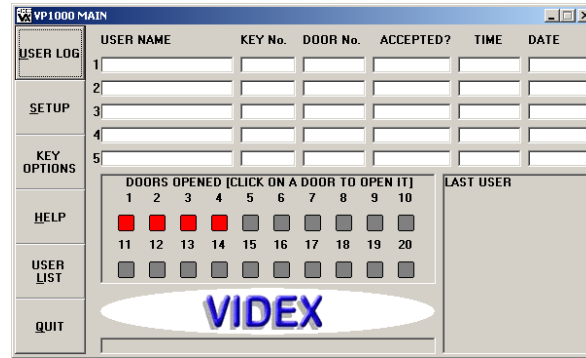 VP1000 MAIN
USER LOG
SETUP
KEY OPTIONS
HELP
USER LIST
QUIT
USER NAME KEY No. DOOR No. ACCEPTED? TIME DATE
1
2
3
4
5
DOORS OPENED [CLICK ON A DOOR TO OPEN IT]
1 2 3 4 5 6 7 8 9 10
11 12 13 14 15 16 17 18 19 20
LAST USER
VIDEX